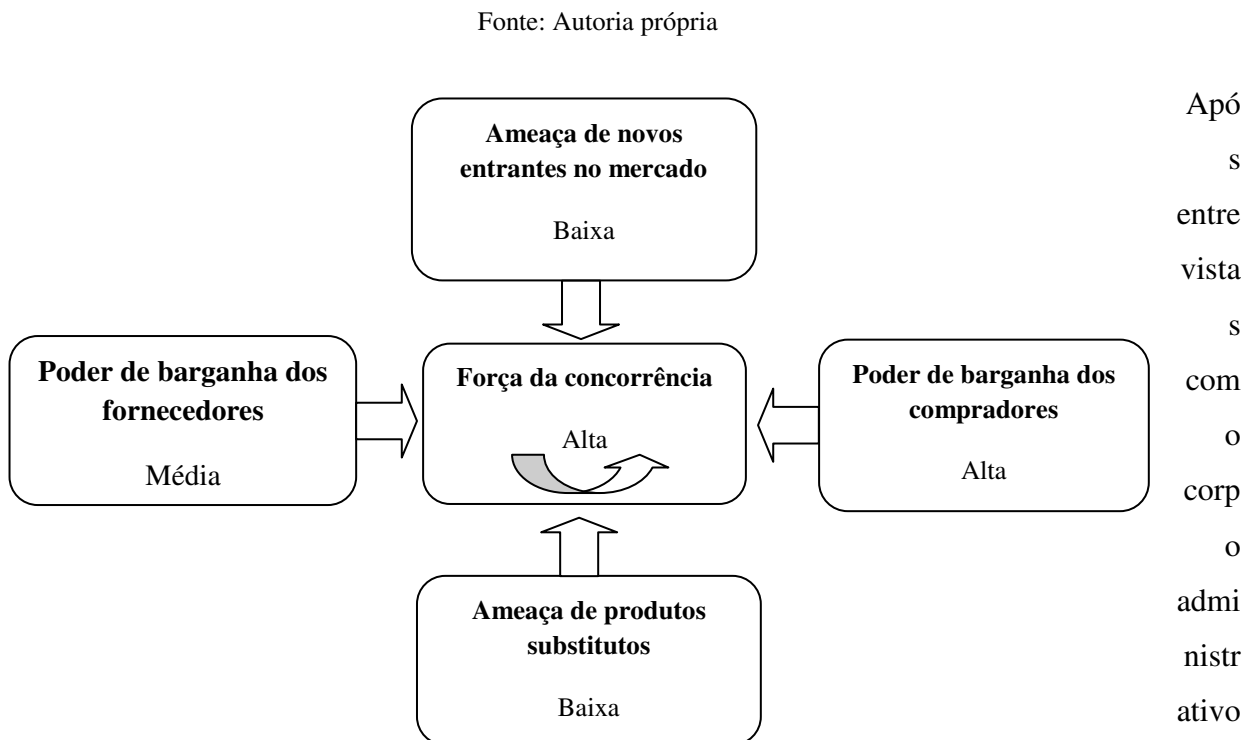 Fonte: Autoria própria
Ameaça de novos
entrantes no mercado
Baixa
Poder de barganha dos
fornecedores
Média
Força da concorrência
Alta
Poder de barganha dos
compradores
Alta
Ameaça de produtos
substitutos
Baixa
Apó
s
entre
vista
s
com
o
corp
o
admi
nistr
ativo